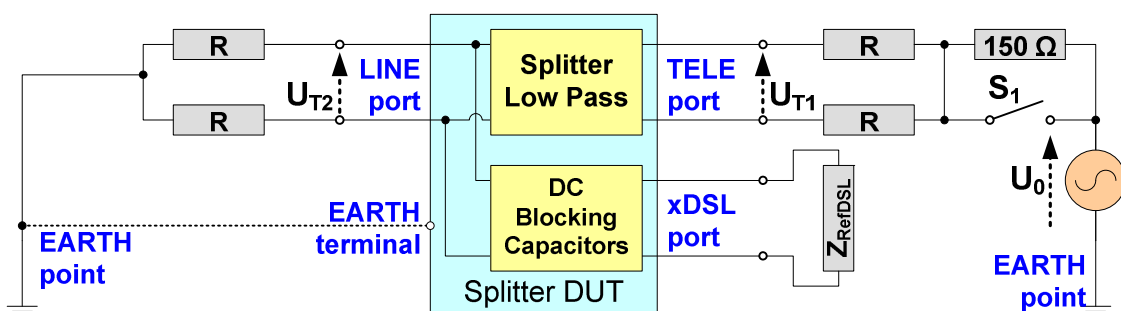 R
R
U_T2
LINE
port
Splitter
Low Pass
TELE
port
U_T1
R
R
150 Ω
S_1
U_0
DC
Blocking
Capacitors
xDSL
port
Z_RefDSL
EARTH
terminal
EARTH
point
Splitter DUT
EARTH
point